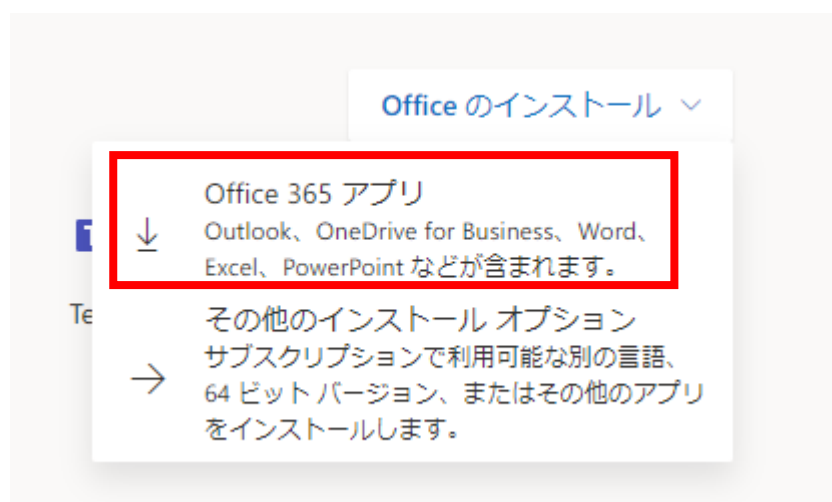 Office のインストール
Office 365 アプリ
Outlook、OneDrive for Business、Word、
Excel、PowerPoint などが含まれます。
Te
その他のインストール オプション
サブスクリプションで利用可能な別の言語、
64 ビット バージョン、またはその他のアプリ
をインストールします。